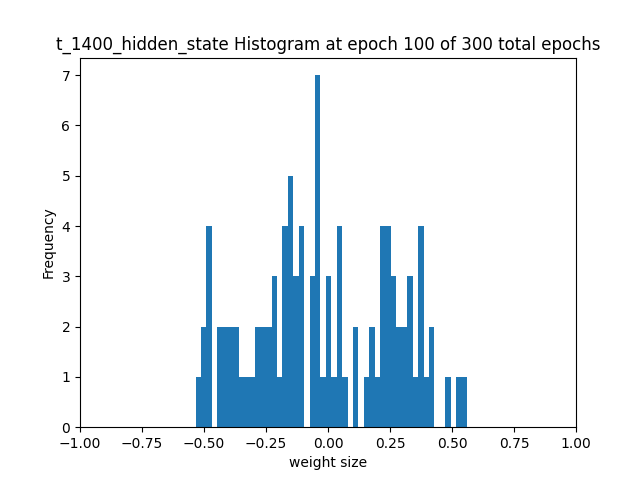 t_1400_hidden_state Histogram at epoch 100 of 300 total epochs
7
6
5
4
3
2
1
0
Frequency
−1.00 −0.75 −0.50 −0.25 0.00 0.25 0.50 0.75 1.00
weight size